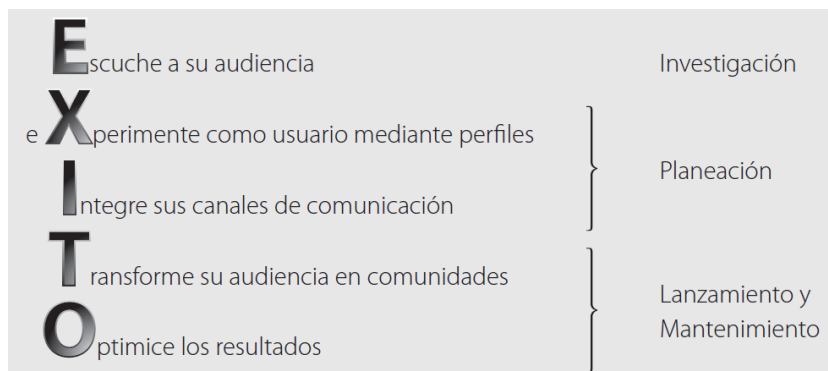 Escuche a su audiencia
Investigación
e Xperimente como usuario mediante perfiles
Planeación
Integre sus canales de comunicación
Transforme su audiencia en comunidades
Lanzamiento y
Mantenimiento
Optimice los resultados